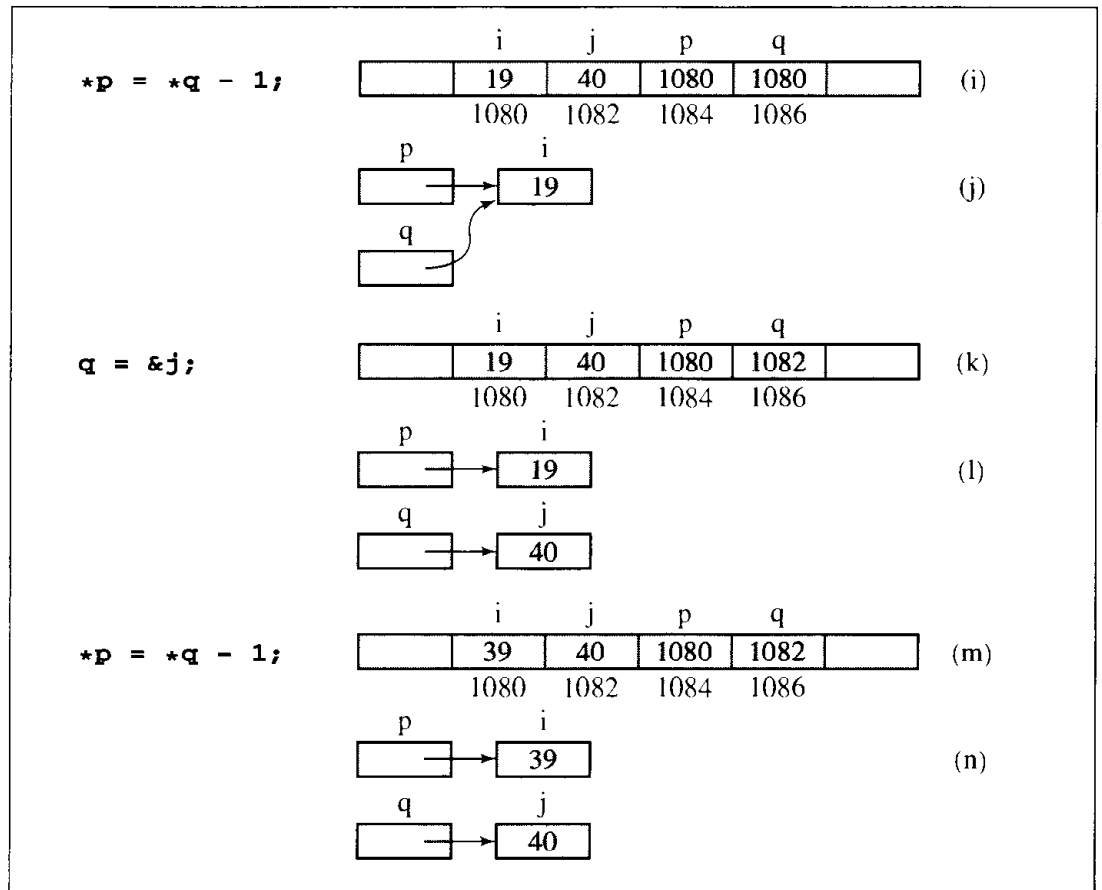 i j p q
*p = *q - 1; 19 40 1080 1080 (i)
1080 1082 1084 1086
p i
19 (j)
q
i j p q
q = &j; 19 40 1080 1082 (k)
1080 1082 1084 1086
p i
19 (l)
q j
40
i j p q
*p = *q - 1; 39 40 1080 1082 (m)
1080 1082 1084 1086
p i
39 (n)
q j
40